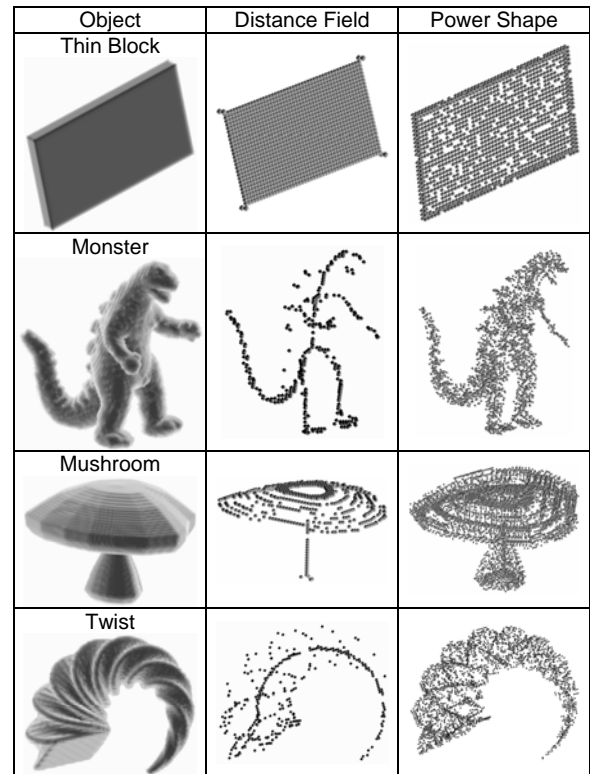 Object Distance Field Power Shape
Thin Block
Monster
Mushroom
Twist